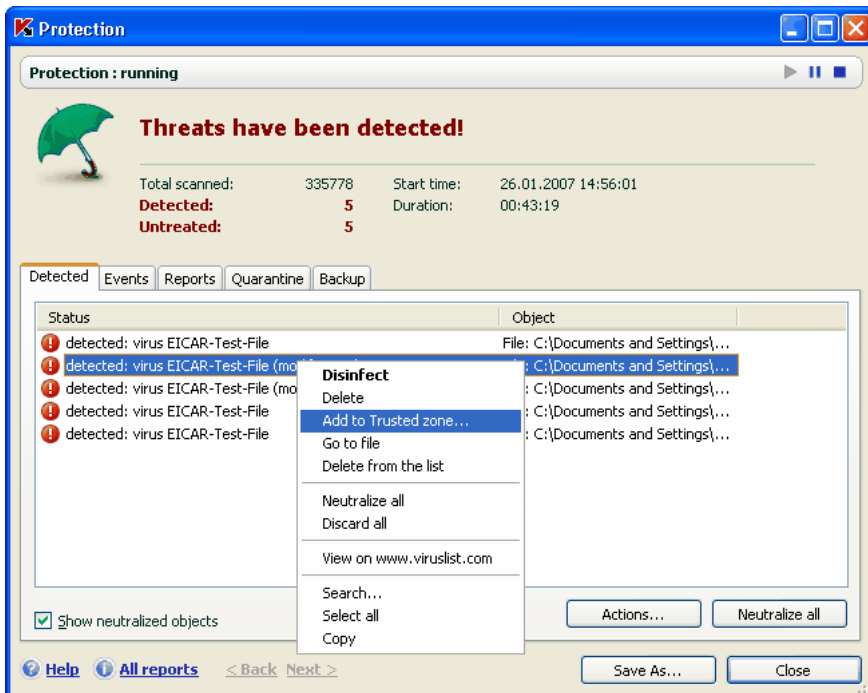 Protection
Protection : running
Threats have been detected!
Total scanned: 335778 Start time: 26.01.2007 14:56:01
Detected: 5 Duration: 00:43:19
Untreated: 5
Detected Events Reports Quarantine Backup
Status Object
detected: virus EICAR-Test-File File: C:\Documents and Settings\...
detected: virus EICAR-Test-File : C:\Documents and Settings\...
detected: virus EICAR-Test-File (mo : C:\Documents and Settings\...
detected: virus EICAR-Test-File : C:\Documents and Settings\...
detected: virus EICAR-Test-File : C:\Documents and Settings\...
Disinfect
Delete
Add to Trusted zone...
Go to file
Delete from the list
Neutralize all
Discard all
View on www.viruslist.com
Search...
Select all
Copy
Show neutralized objects
Actions... Neutralize all
Help All reports < Back Next >
Save As... Close